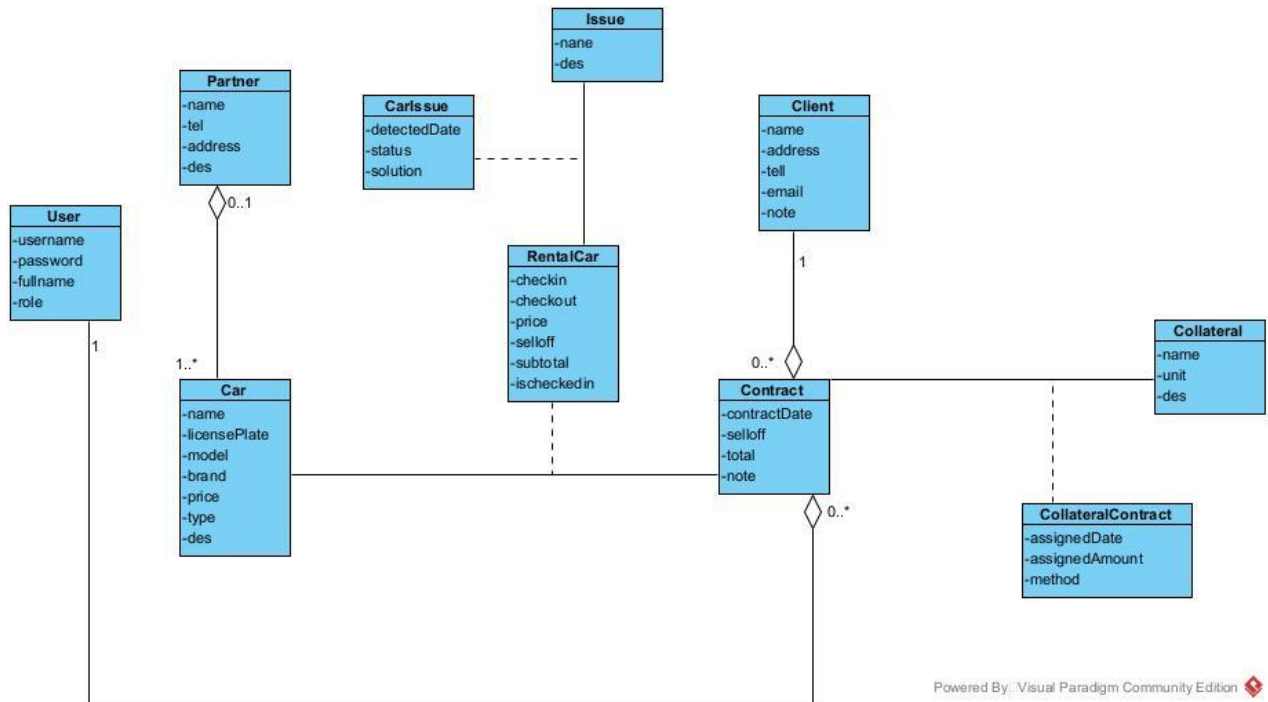 Issue
-nane
-des
Partner
-name
-tel
-address
-des
CarIssue
-detectedDate
-status
-solution
Client
-name
-address
-tell
-email
-note
0..1
User
-username
-password
-fullname
-role
1
RentalCar
-checkin
-checkout
-price
-selloff
-subtotal
-ischeckedin
1
Collateral
-name
-unit
-des
1..*
0..*
Car
-name
-licensePlate
-model
-brand
-price
-type
-des
Contract
-contractDate
-selloff
-total
-note
0..*
CollateralContract
-assignedDate
-assignedAmount
-method
Powered By Visual Paradigm Community Edition